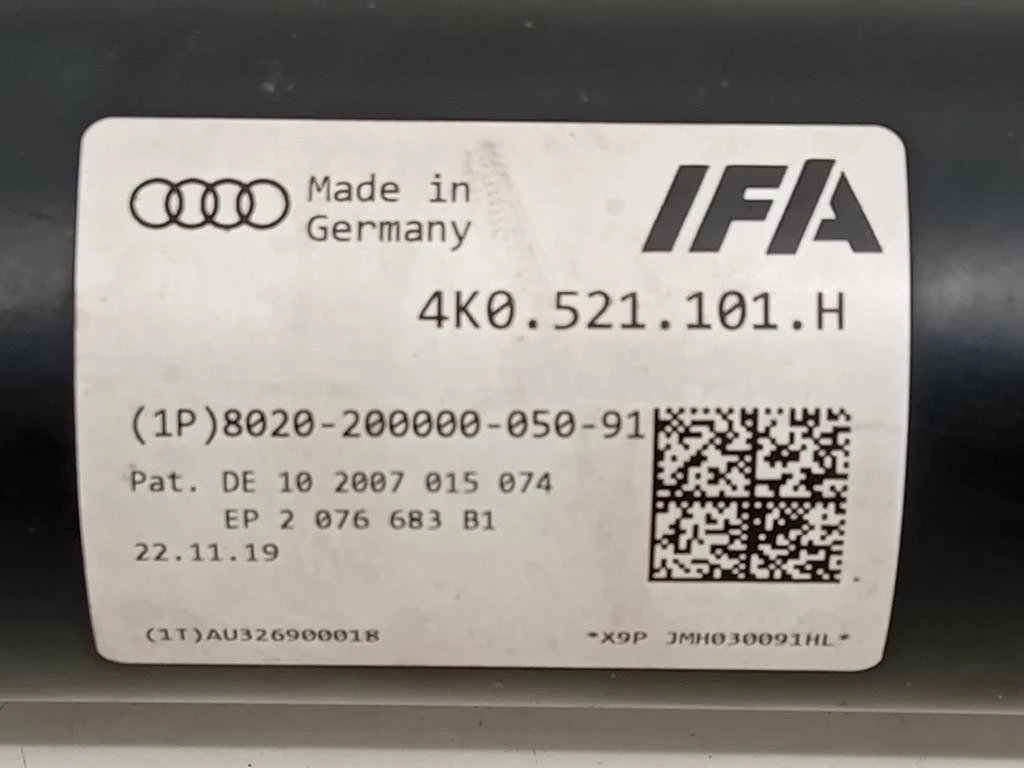 Made in
Germany
IFA
4K0.521.101.H
(1P)8020-200000-050-91
Pat. DE 10 2007 015 074
EP 2 076 683 B1
22.11.19
(1T)AU326900018
*X9P JMH030091HL*